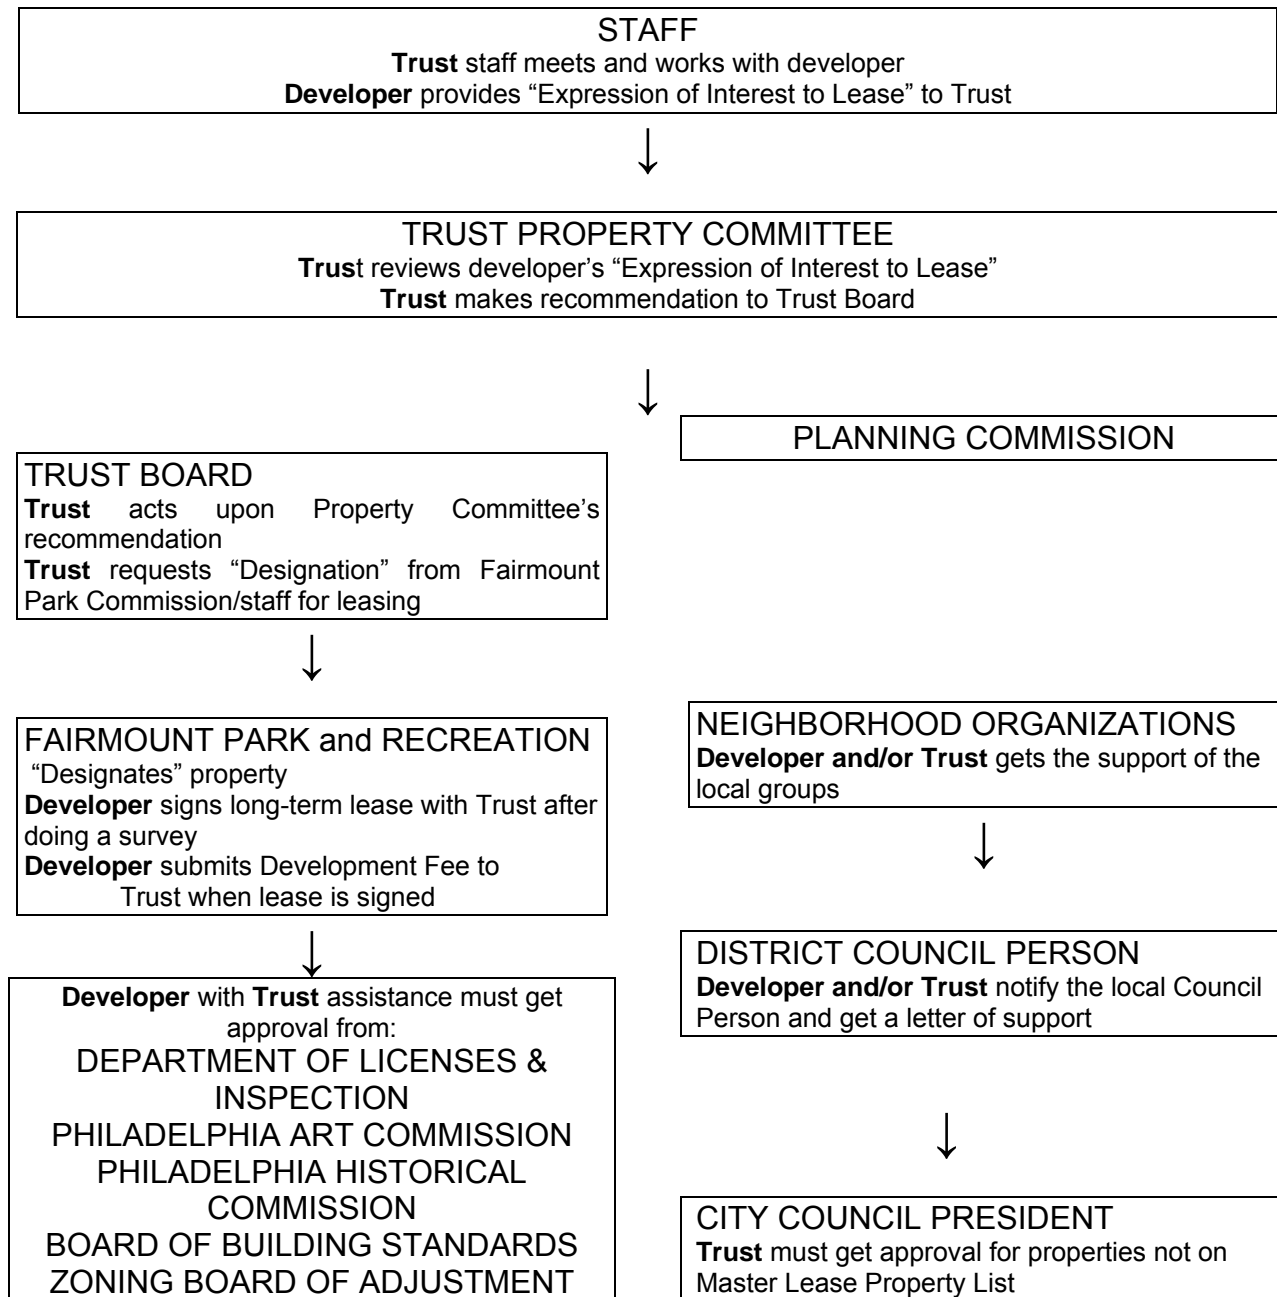 STAFF
Trust staff meets and works with developer
Developer provides “Expression of Interest to Lease” to Trust
↓
TRUST PROPERTY COMMITTEE
Trust reviews developer’s “Expression of Interest to Lease”
Trust makes recommendation to Trust Board
↓
TRUST BOARD
Trust acts upon Property Committee’s
recommendation
Trust requests “Designation” from Fairmount
Park Commission/staff for leasing
↓
FAIRMOUNT PARK and RECREATION
“Designates” property
Developer signs long-term lease with Trust after
doing a survey
Developer submits Development Fee to
Trust when lease is signed
↓
Developer with Trust assistance must get
approval from:
DEPARTMENT OF LICENSES &
INSPECTION
PHILADELPHIA ART COMMISSION
PHILADELPHIA HISTORICAL
COMMISSION
BOARD OF BUILDING STANDARDS
ZONING BOARD OF ADJUSTMENT
PLANNING COMMISSION
NEIGHBORHOOD ORGANIZATIONS
Developer and/or Trust gets the support of the
local groups
↓
DISTRICT COUNCIL PERSON
Developer and/or Trust notify the local Council
Person and get a letter of support
↓
CITY COUNCIL PRESIDENT
Trust must get approval for properties not on
Master Lease Property List